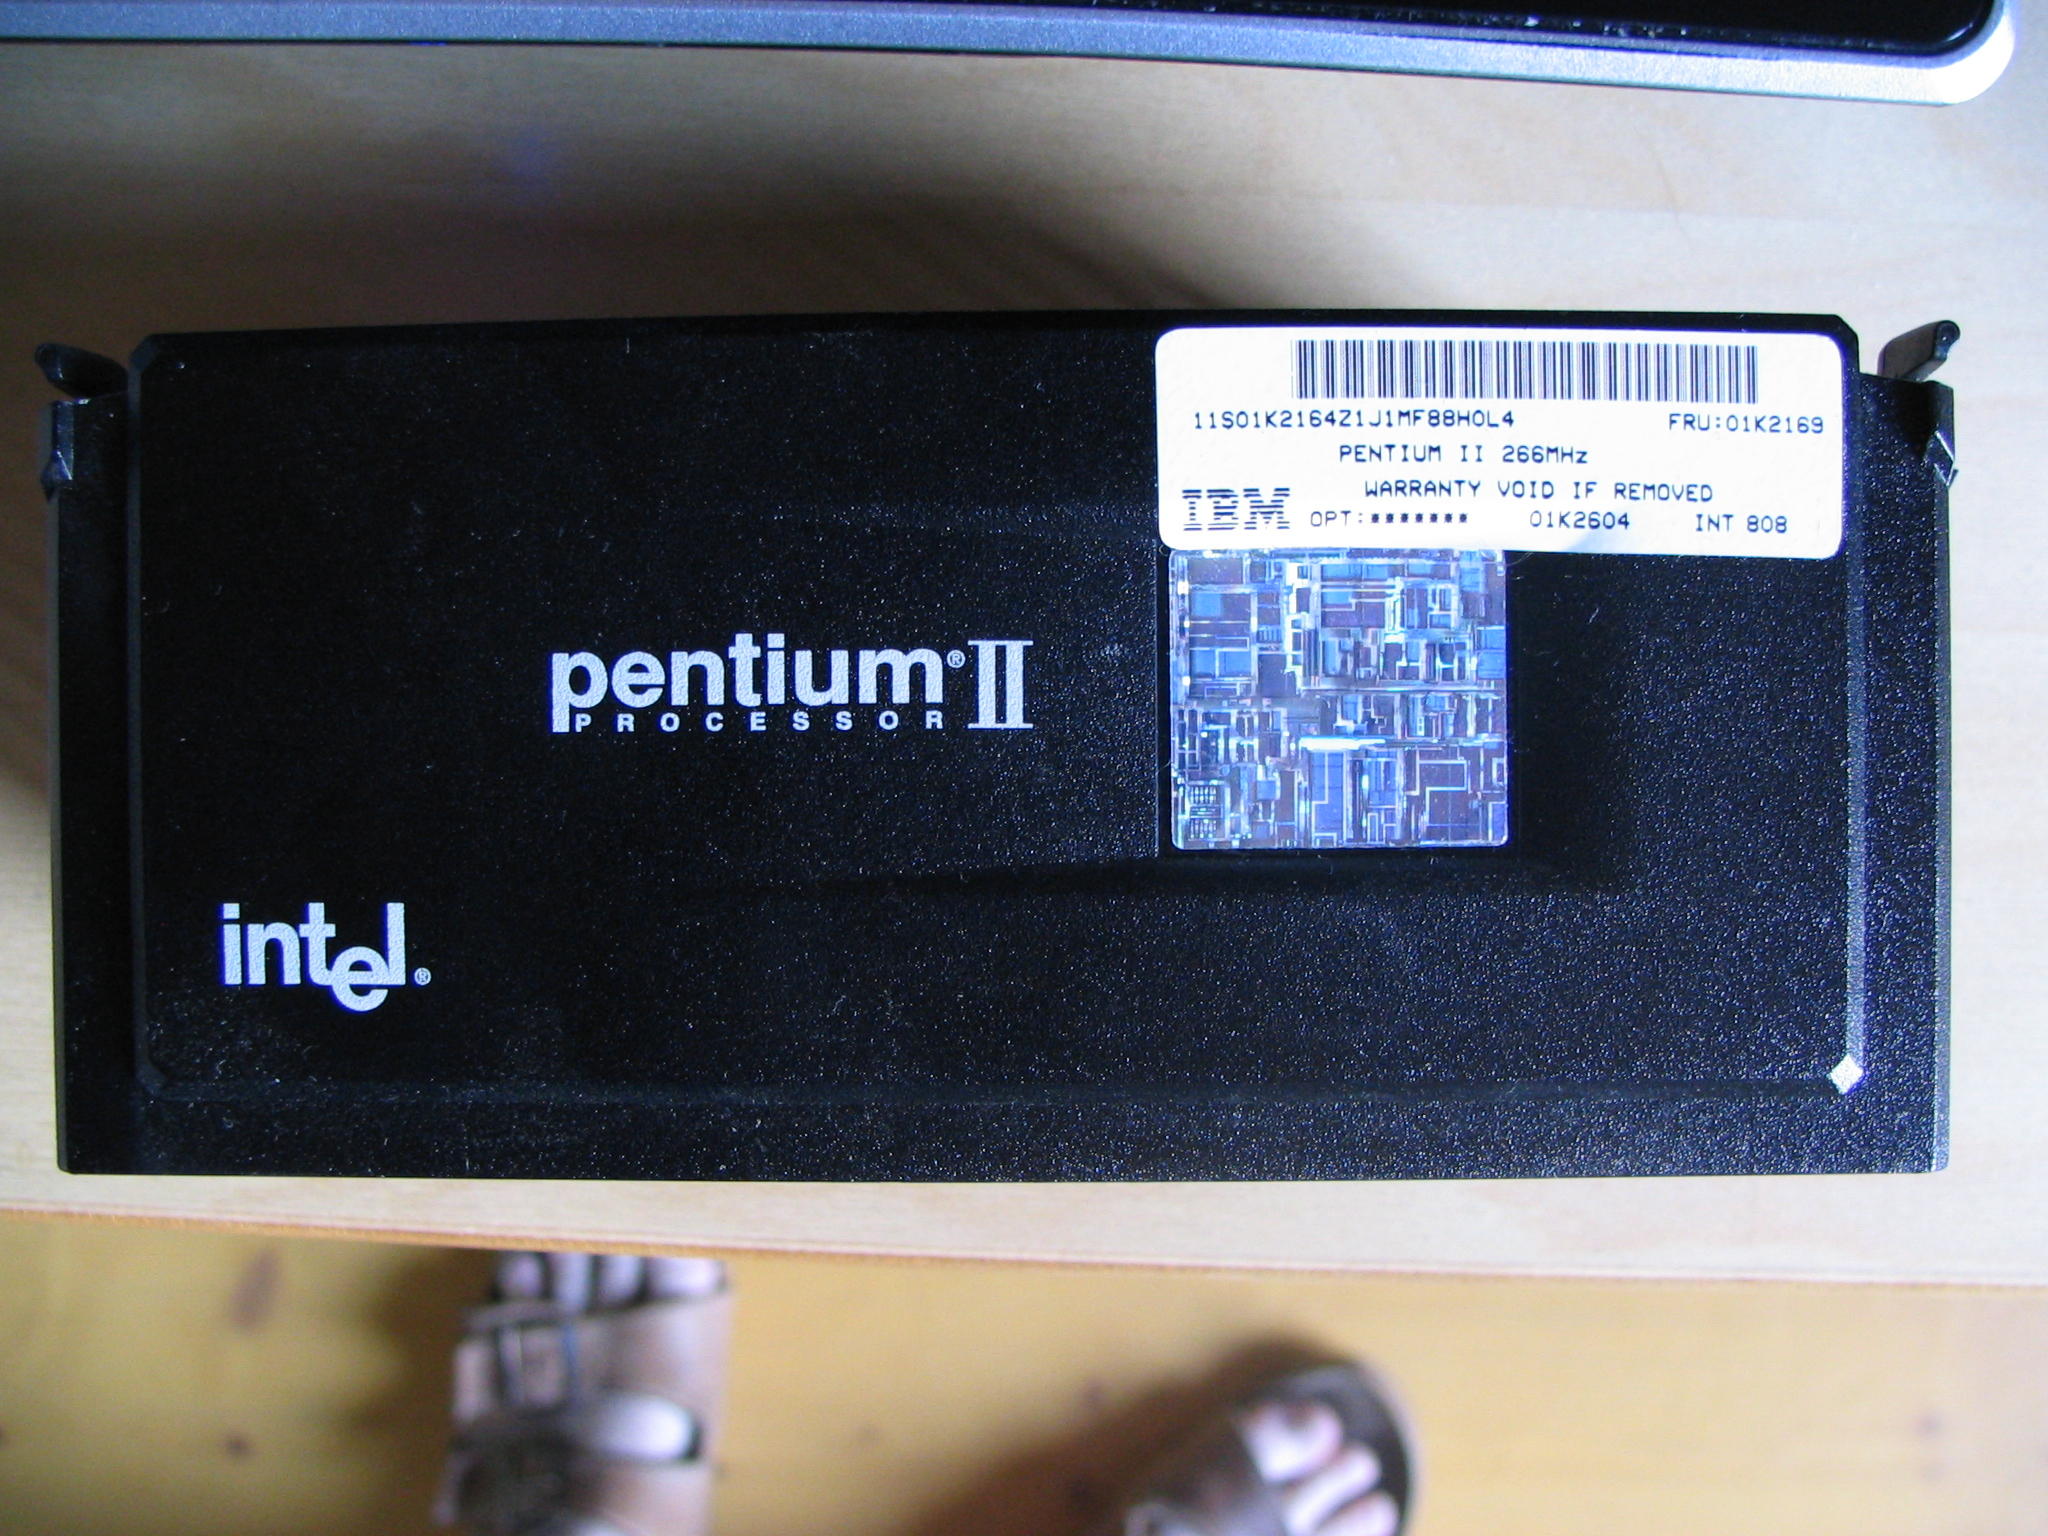 11S01K2164Z1J1MF88H0L4 FRU:01K2169
PENTIUM II 266MHz
WARRANTY VOID IF REMOVED
IBM OPT:******* 01K2604 INT 808
pentium® II
PROCESSOR
intel®